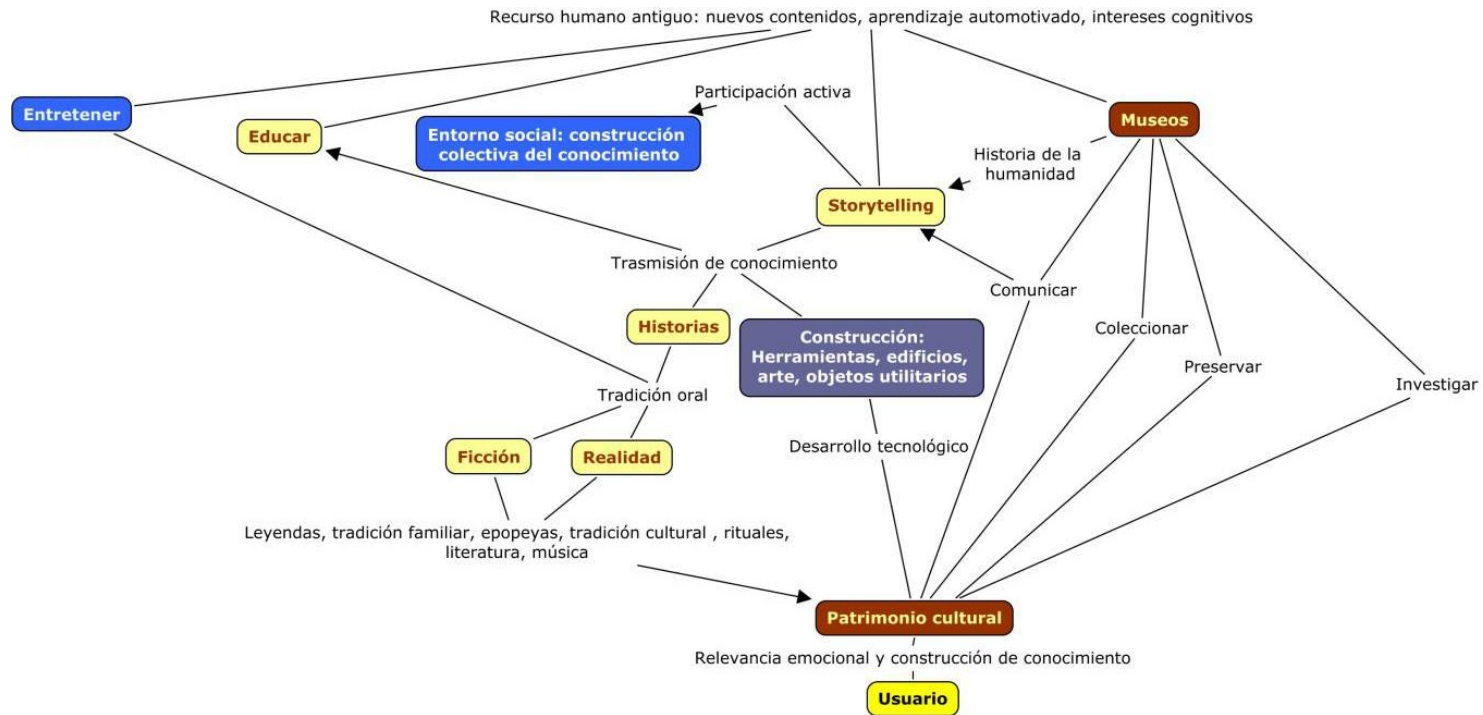 Recurso humano antiguo: nuevos contenidos, aprendizaje automotivado, intereses cognitivos
Entretener
Educar
Participación activa
Entorno social: construcción
colectiva del conocimiento
Museos
Historia de la
humanidad
Storytelling
Trasmisión de conocimiento
Comunicar
Historias
Construcción:
Herramientas, edificios,
arte, objetos utilitarios
Coleccionar
Preservar
Investigar
Tradición oral
Desarrollo tecnológico
Ficción
Realidad
Leyendas, tradición familiar, epopeyas, tradición cultural , rituales,
literatura, música
Patrimonio cultural
Relevancia emocional y construcción de conocimiento
Usuario